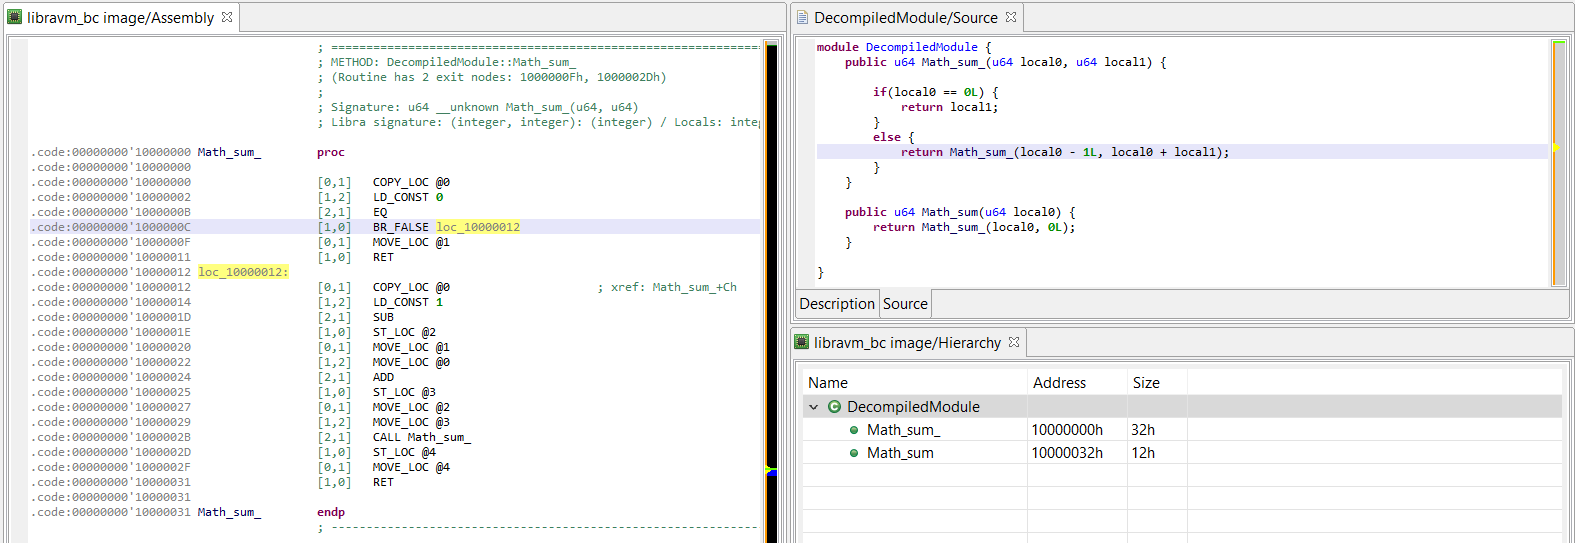 libravm_bc image/Assembly
; ==============================================================
; METHOD: DecompiledModule::Math_sum_
; (Routine has 2 exit nodes: 1000000Fh, 1000002Dh)
;
; Signature: u64 __unknown Math_sum_(u64, u64)
; Libra signature: (integer, integer): (integer) / Locals: integ
.code:00000000'10000000 Math_sum_ proc
.code:00000000'10000000
.code:00000000'10000000 [0,1] COPY_LOC @0
.code:00000000'10000002 [1,2] LD_CONST 0
.code:00000000'1000000B [2,1] EQ
.code:00000000'1000000C [1,0] BR_FALSE loc_10000012
.code:00000000'1000000F [0,1] MOVE_LOC @1
.code:00000000'10000011 [1,0] RET
.code:00000000'10000012 loc_10000012:
.code:00000000'10000012 [0,1] COPY_LOC @0 ; xref: Math_sum_+Ch
.code:00000000'10000014 [1,2] LD_CONST 1
.code:00000000'1000001D [2,1] SUB
.code:00000000'1000001E [1,0] ST_LOC @2
.code:00000000'10000020 [0,1] MOVE_LOC @1
.code:00000000'10000022 [1,2] MOVE_LOC @0
.code:00000000'10000024 [2,1] ADD
.code:00000000'10000025 [1,0] ST_LOC @3
.code:00000000'10000027 [0,1] MOVE_LOC @2
.code:00000000'10000029 [1,2] MOVE_LOC @3
.code:00000000'1000002B [2,1] CALL Math_sum_
.code:00000000'1000002D [1,0] ST_LOC @4
.code:00000000'1000002F [0,1] MOVE_LOC @4
.code:00000000'10000031 [1,0] RET
.code:00000000'10000031
.code:00000000'10000031 Math_sum_ endp
; --------------------------------------------------------------
DecompiledModule/Source
module DecompiledModule {
public u64 Math_sum_(u64 local0, u64 local1) {
if(local0 == 0L) {
return local1;
}
else {
return Math_sum_(local0 - 1L, local0 + local1);
}
}
public u64 Math_sum(u64 local0) {
return Math_sum_(local0, 0L);
}
}
Description Source
libravm_bc image/Hierarchy
Name Address Size
DecompiledModule
Math_sum_ 10000000h 32h
Math_sum 10000032h 12h